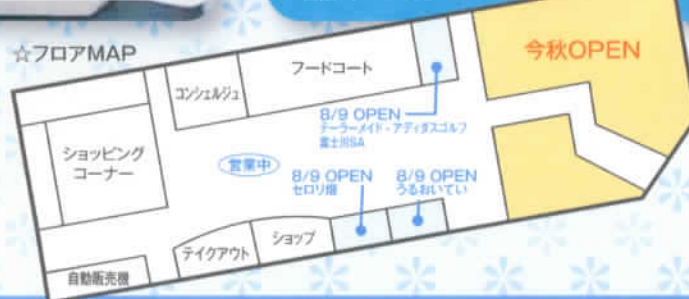 ☆フロアMAP
今秋OPEN
フードコート
コンシェルジュ
8/9 OPEN
テーラーメイド・アディダスゴルフ
富士川SA
ショッピング
コーナー
営業中
8/9 OPEN
セロリ畑
8/9 OPEN
うるおいてい
ショップ
テイクアウト
自動販売機